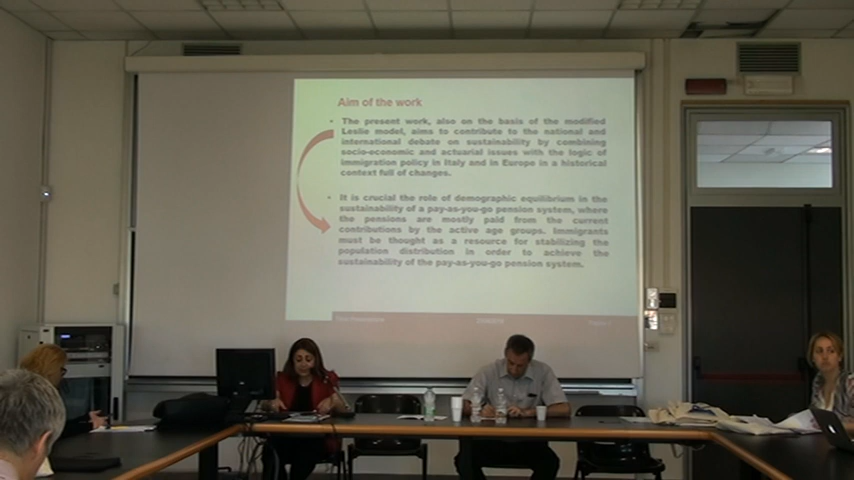 Aim of the work
• The present work, also on the basis of the modified
Leslie model, aims to contribute to the national and
international debate on sustainability by combining
socio-economic and actuarial issues with the logic of
immigration policy in Italy and in Europe in a historical
context full of changes.
• It is crucial the role of demographic equilibrium in the
sustainability of a pay-as-you-go pension system, where
the pensions are mostly paid from the current
contributions by the active age groups. Immigrants
must be thought as a resource for stabilizing the
population distribution in order to achieve the
sustainability of the pay-as-you-go pension system.